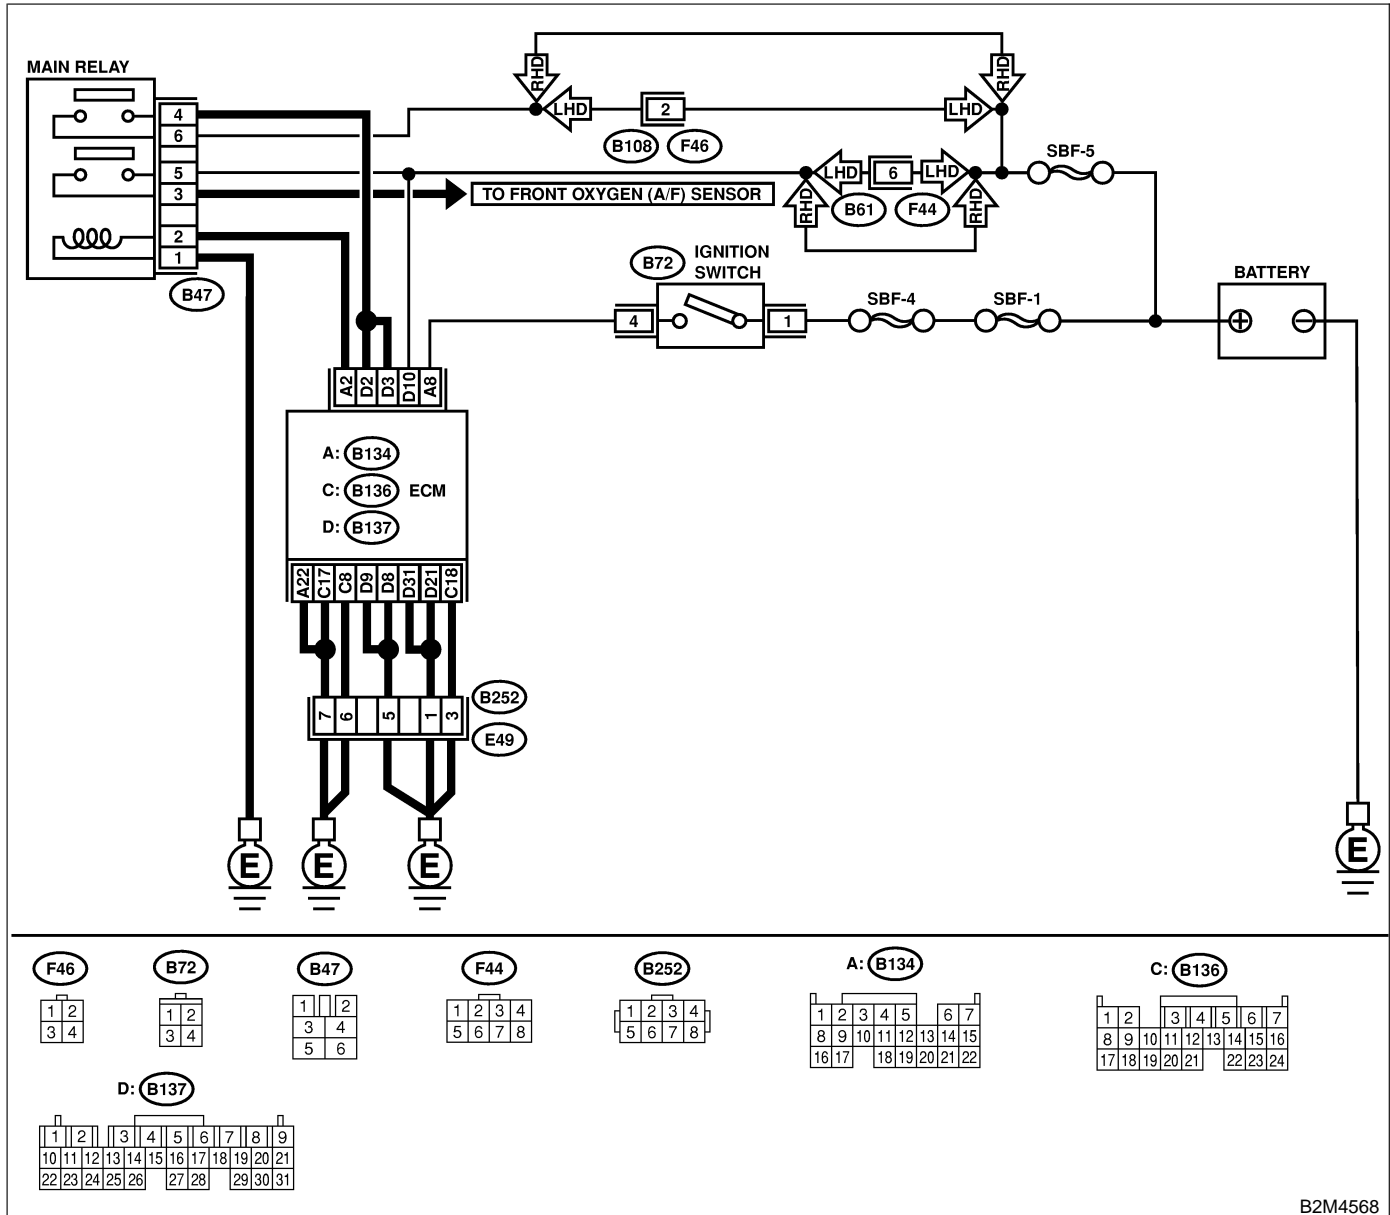 MAIN RELAY
4
6
5
3
2
1
B47
RHD
RHD
LHD
2
LHD
B108
F46
LHD
6
LHD
SBF-5
RHD
B61
F44
RHD
TO FRONT OXYGEN (A/F) SENSOR
B72
IGNITION
SWITCH
4
1
SBF-4
SBF-1
BATTERY
A2 D2 D3 D10 A8
A: B134
C: B136 ECM
D: B137
A22 C17 C8 D9 D8 D31 D21 C18
7 6 5 1 3
B252
E49
E
E
E
E
F46
1 2
3 4
B72
1 2
3 4
B47
1 2
3 4
5 6
F44
1 2 3 4
5 6 7 8
B252
1 2 3 4
5 6 7 8
A: B134
1 2 3 4 5 6 7
8 9 10 11 12 13 14 15
16 17 18 19 20 21 22
C: B136
1 2 3 4 5 6 7
8 9 10 11 12 13 14 15 16
17 18 19 20 21 22 23 24
D: B137
1 2 3 4 5 6 7 8 9
10 11 12 13 14 15 16 17 18 19 20 21
22 23 24 25 26 27 28 29 30 31
B2M4568